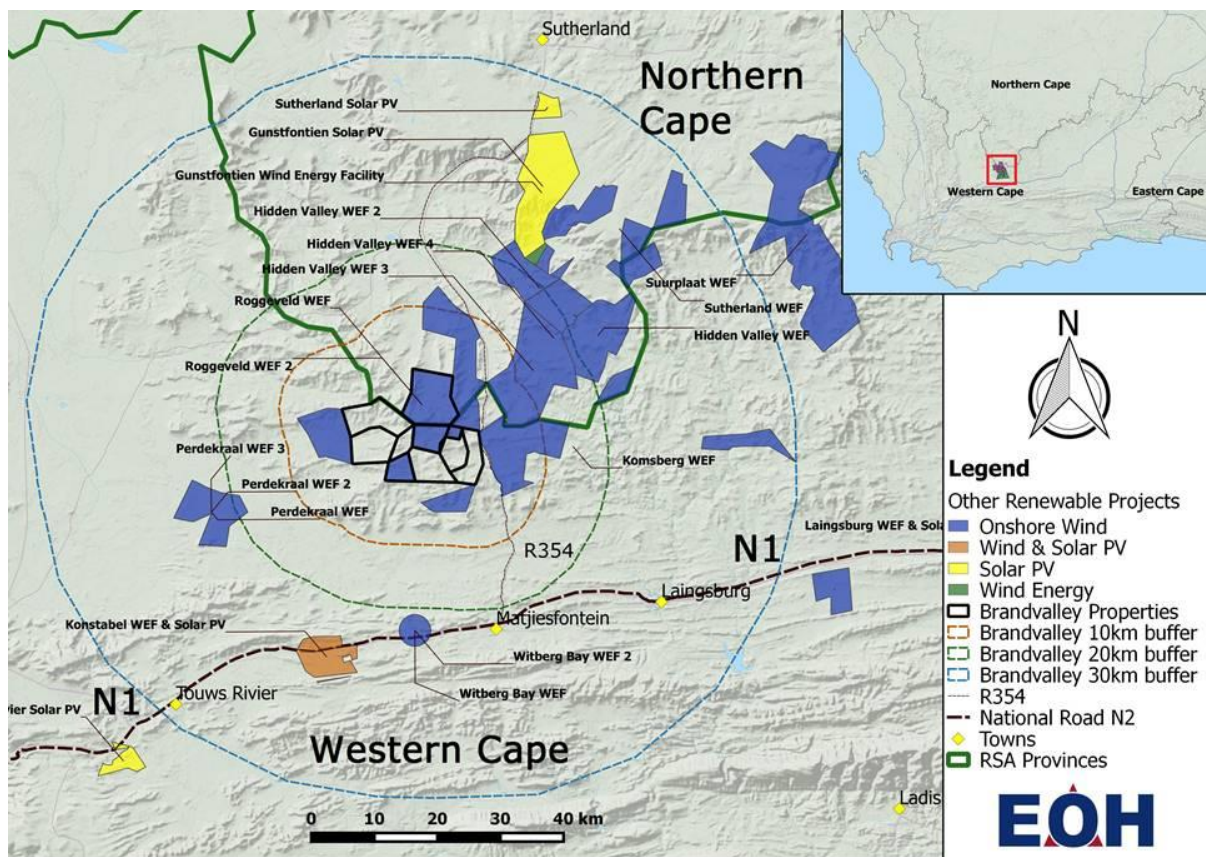 Sutherland
Northern
Cape
Sutherland Solar PV
Gunstfontien Solar PV
Gunstfontien Wind Energy Facility
Hidden Valley WEF 2
Hidden Valley WEF 4
Hidden Valley WEF 3
Roggeveld WEF
Roggeveld WEF 2
Suurplaat WEF
Sutherland WEF
Hidden Valley WEF
Perdekraal WEF 3
Perdekraal WEF 2
Perdekraal WEF
Komsberg WEF
R354
N1
Laingsburg WEF & Sola
Laingsburg
Matjiesfontein
Konstabel WEF & Solar PV
Witberg Bay WEF 2
Witberg Bay WEF
Touws Rivier
N1
vier Solar PV
Western Cape
Ladis
0 10 20 30 40 km
Northern Cape
Western Cape
Eastern Cape
N
Legend
Other Renewable Projects
Onshore Wind
Wind & Solar PV
Solar PV
Wind Energy
Brandvalley Properties
Brandvalley 10km buffer
Brandvalley 20km buffer
Brandvalley 30km buffer
R354
National Road N2
Towns
RSA Provinces
EOH